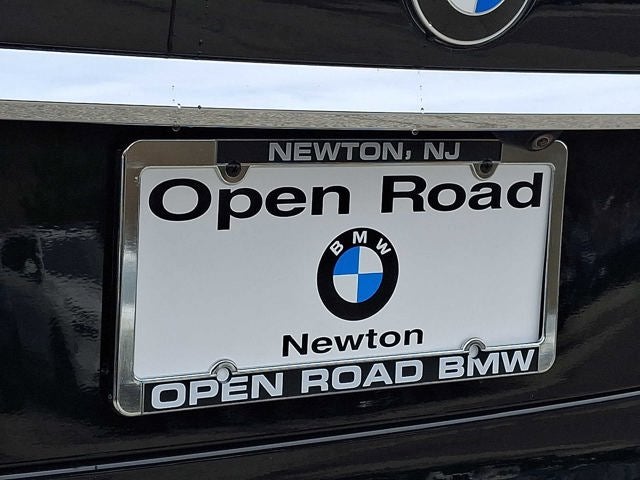 NEWTON, NJ
Open Road
BMW
Newton
OPEN ROAD BMW